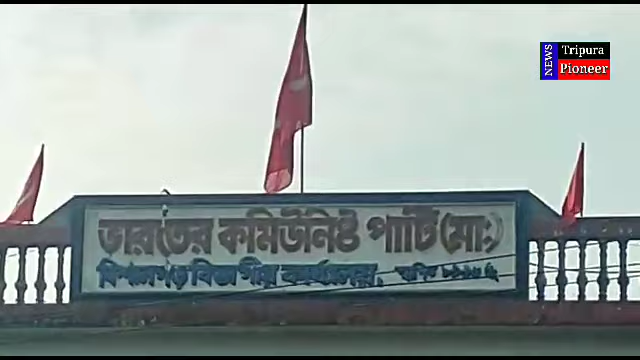 NEWS
Tripura
Pioneer
ভারতের কমিউনিষ্ট পার্টি (মাঃ)
বিশালগড় বিভাগীয় কার্য্যালয়,